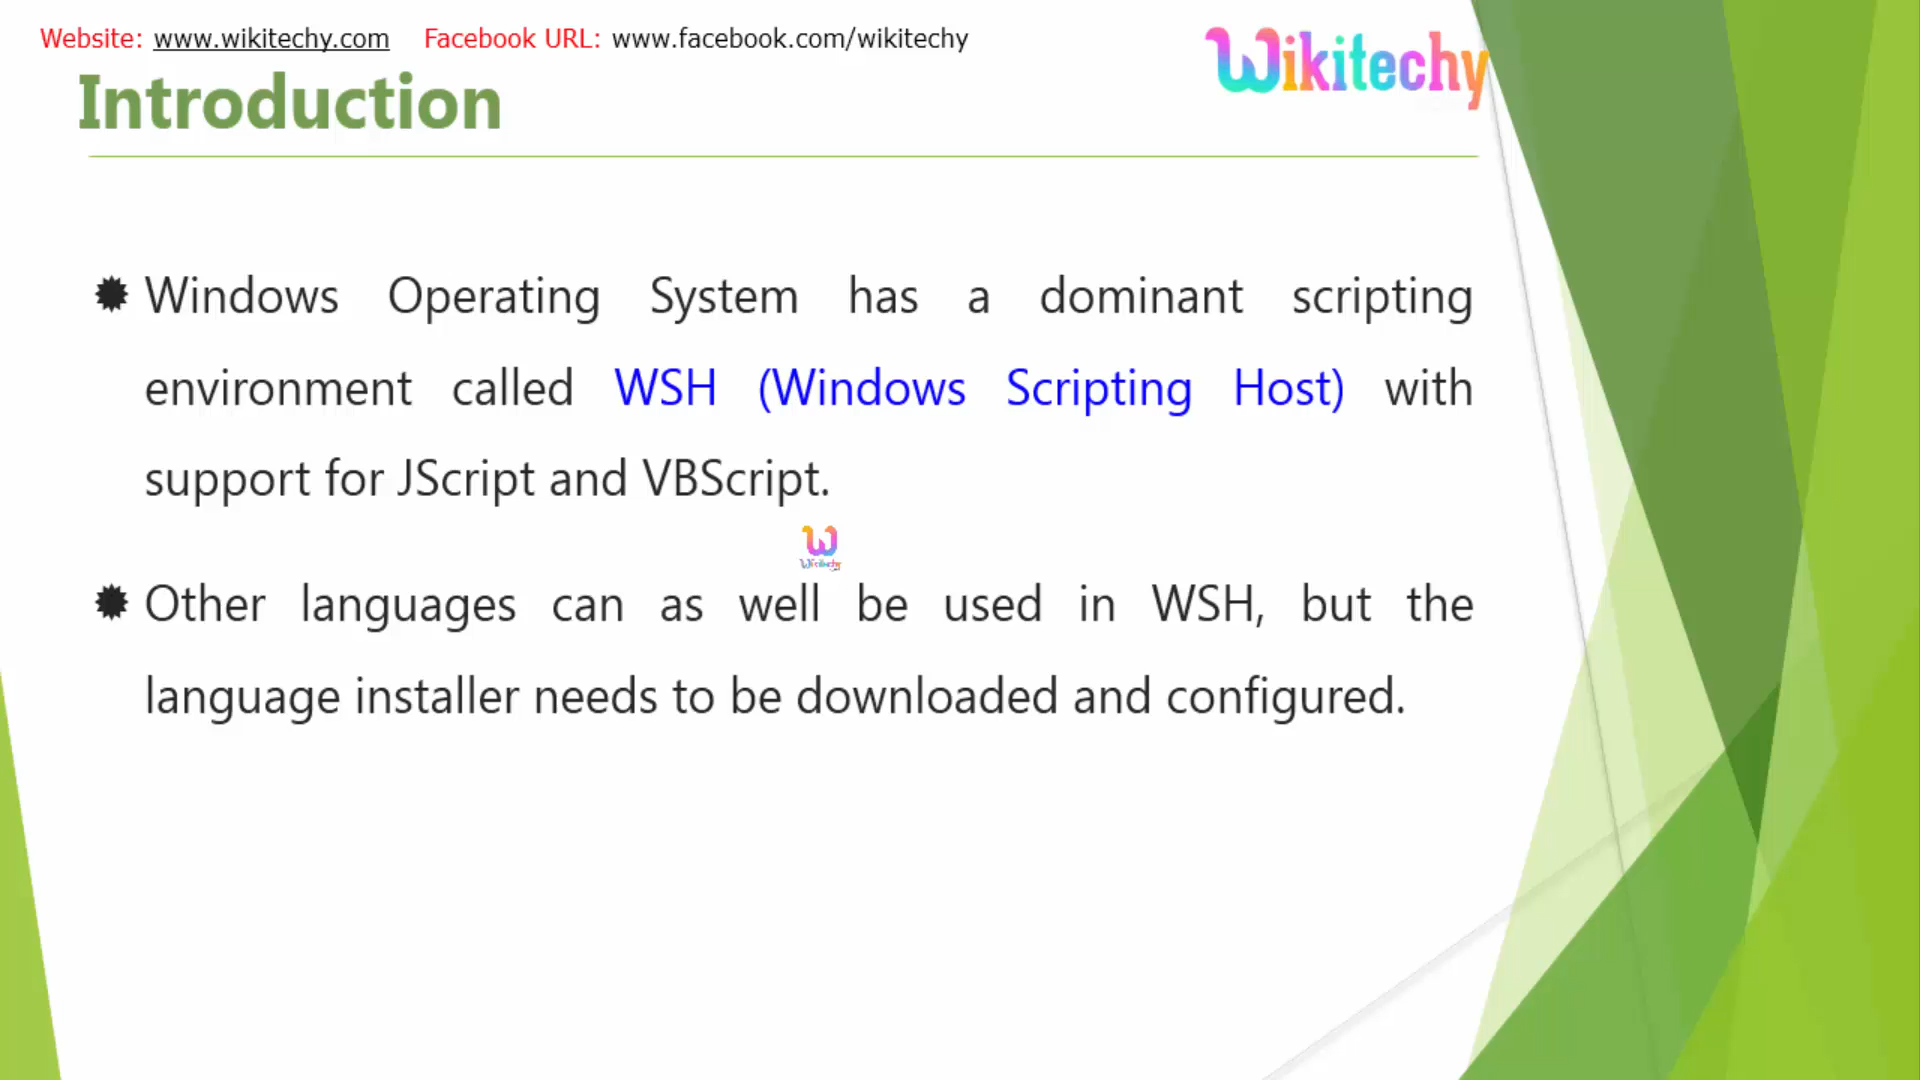 Website: www.wikitechy.com Facebook URL: www.facebook.com/wikitechy
Wikitechy
Introduction
Windows Operating System has a dominant scripting
environment called WSH (Windows Scripting Host) with
support for JScript and VBScript.
W
Wikitechy
Other languages can as well be used in WSH, but the
language installer needs to be downloaded and configured.